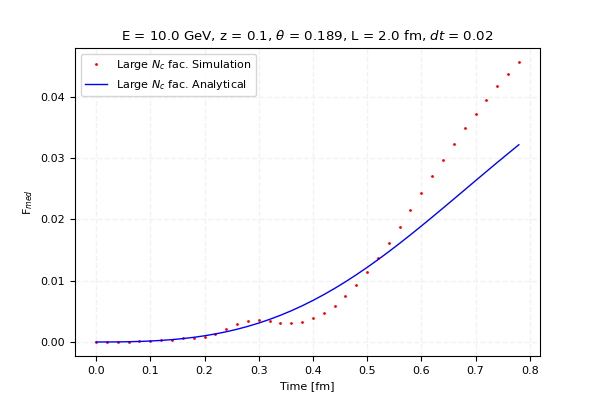 E = 10.0 GeV, z = 0.1, θ = 0.189, L = 2.0 fm, dt = 0.02
Large N_c fac. Simulation
Large N_c fac. Analytical
F_med
0.04
0.03
0.02
0.01
0.00
0.0 0.1 0.2 0.3 0.4 0.5 0.6 0.7 0.8
Time [fm]